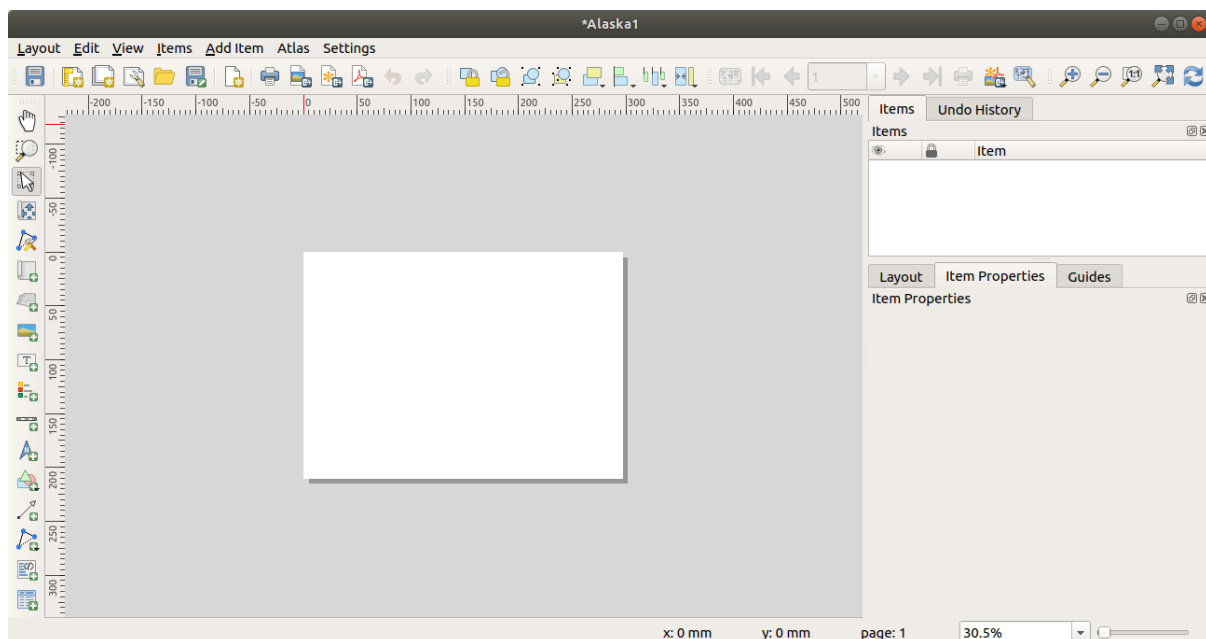 *Alaska1
Layout Edit View Items Add Item Atlas Settings
1:1
1
-200 -150 -100 -50 0 50 100 150 200 250 300 350 400 450 500
-100
-50
0
50
100
150
200
250
300
Items Undo History
Items
Item
Layout Item Properties Guides
Item Properties
x: 0 mm y: 0 mm page: 1 30.5%